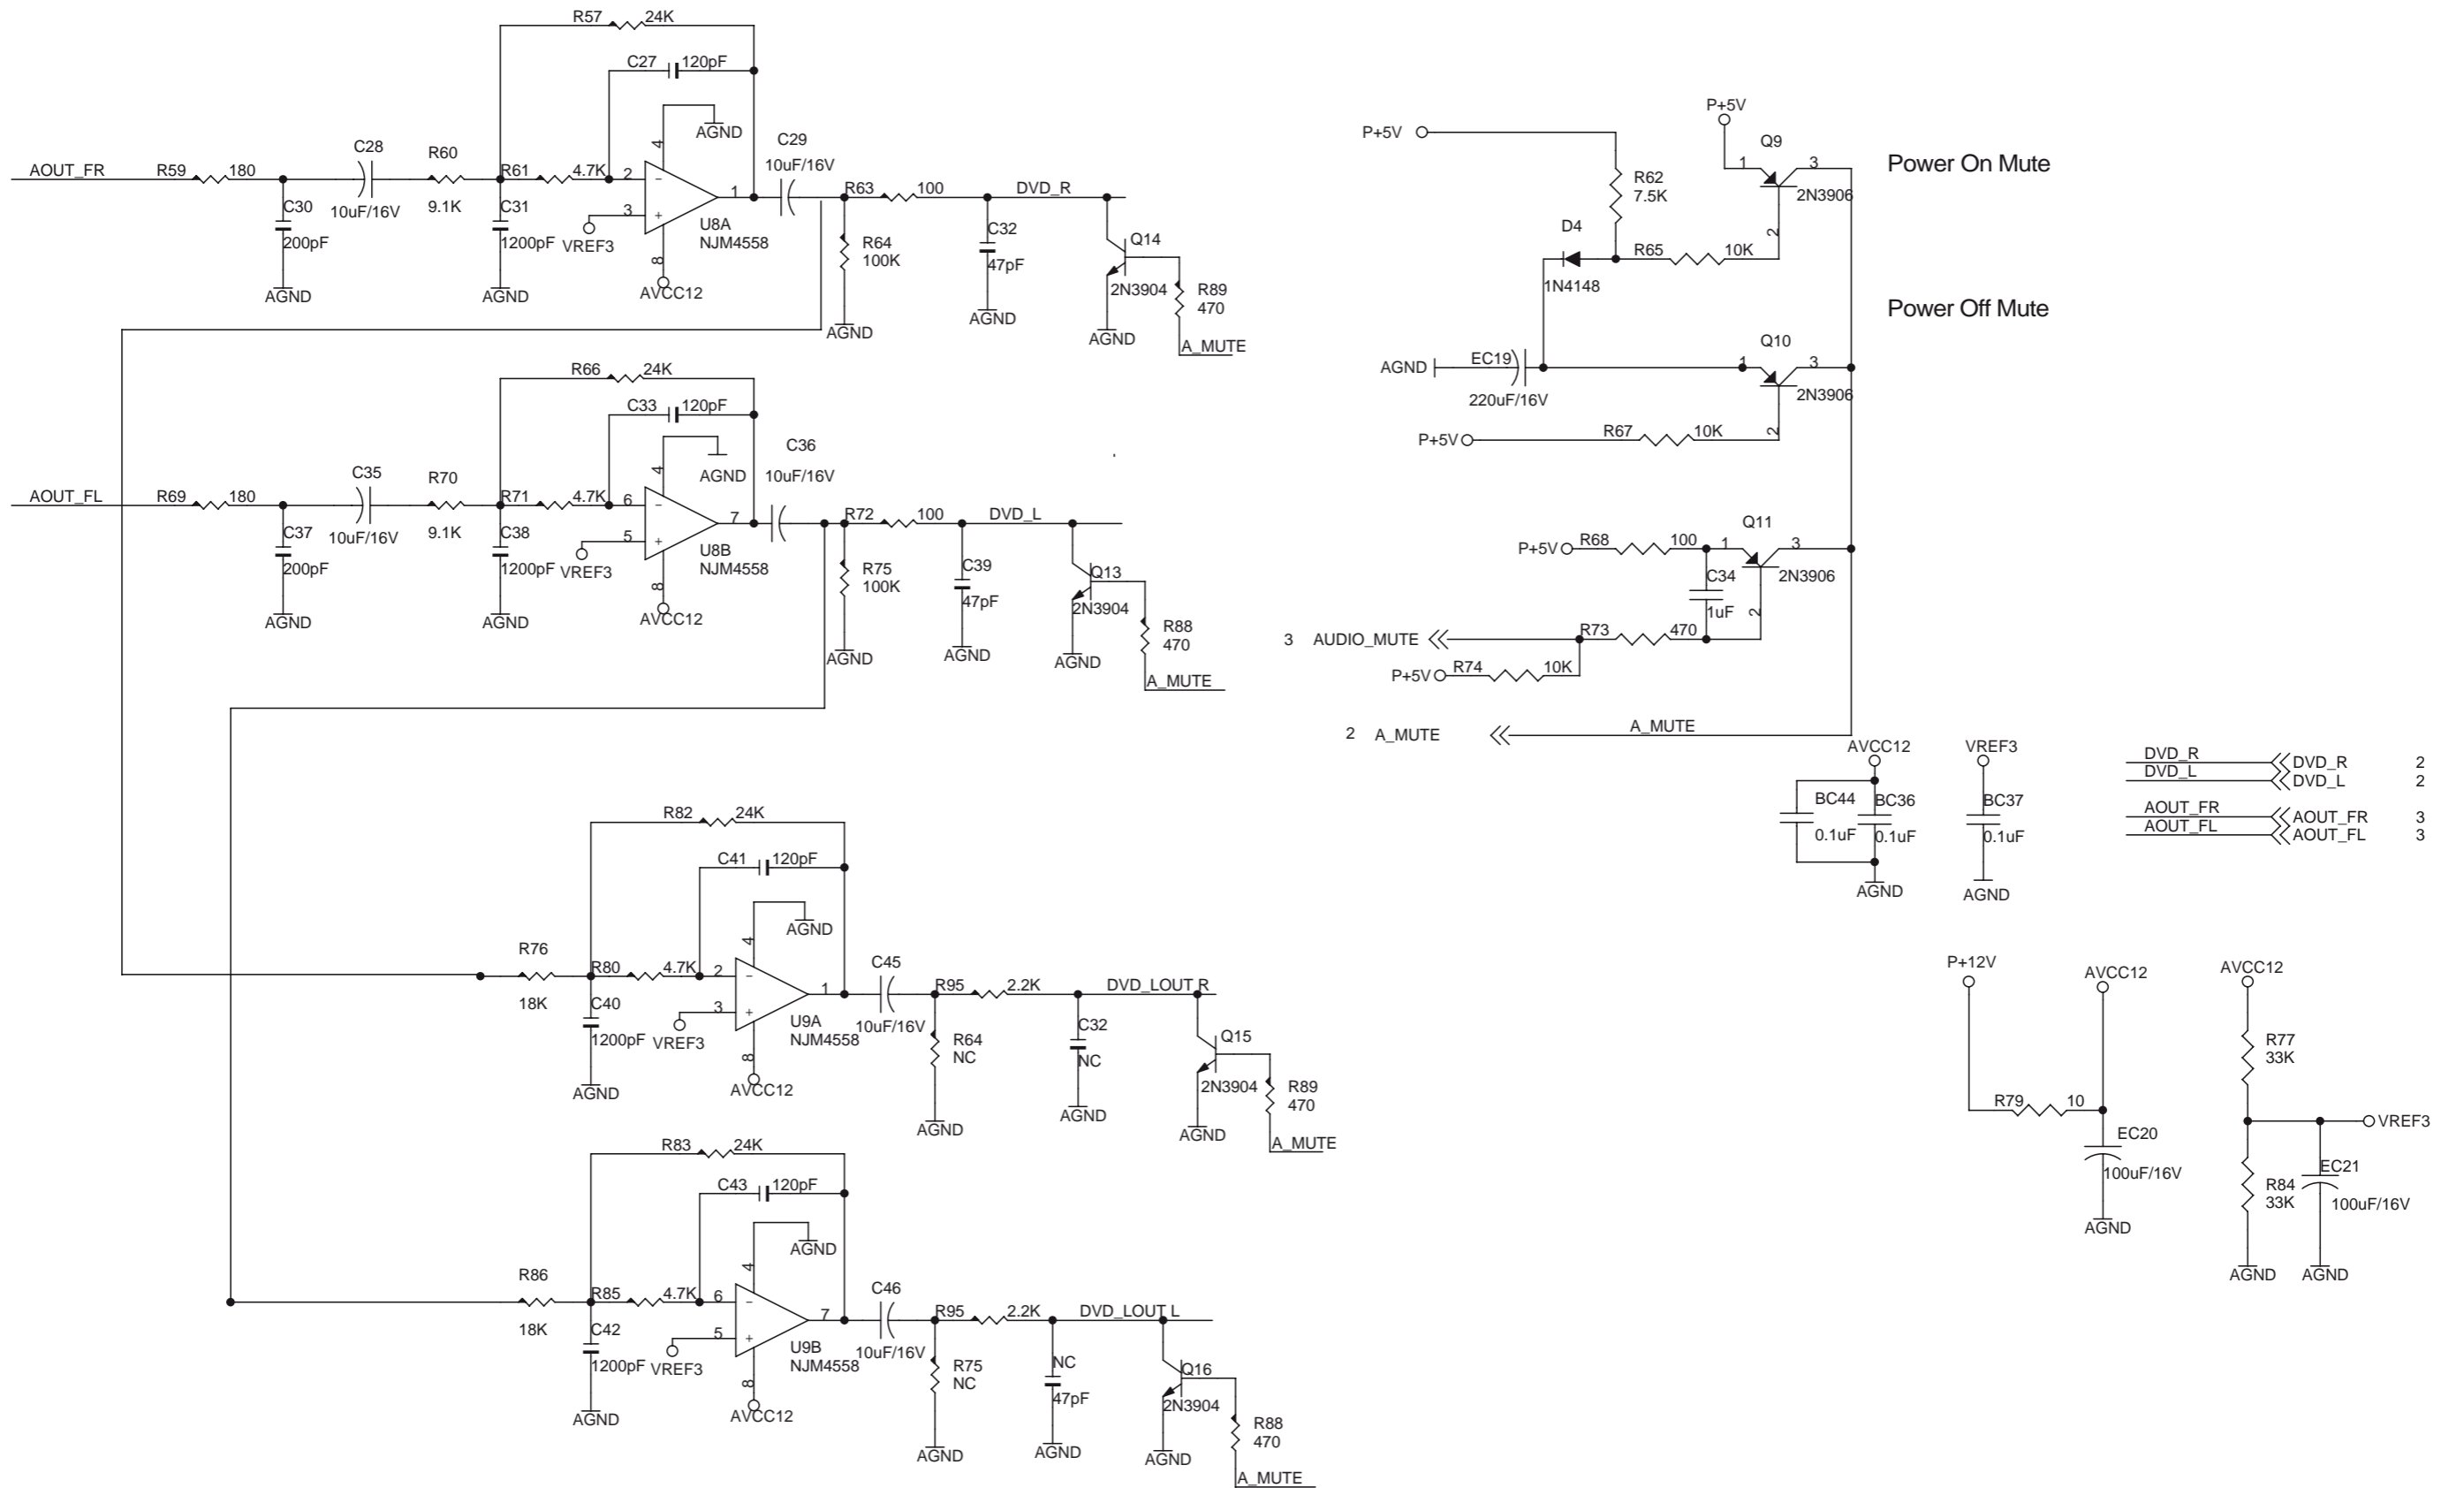 R57 24K
C27 120pF
AGND
4
C29
10uF/16V
AOUT_FR R59 180
C28
10uF/16V
R60
9.1K
R61 4.7K
2
3
1
8
C30
200pF
AGND
C31
1200pF
AGND
VREF3
U8A
NJM4558
AVCC12
R63 100
R64
100K
AGND
C32
47pF
AGND
DVD_R
Q14
2N3904
AGND
R89
470
A_MUTE
R66 24K
C33 120pF
4
AGND
C36
10uF/16V
AOUT_FL R69 180
C35
10uF/16V
R70
9.1K
R71 4.7K
6
5
7
8
C37
200pF
AGND
C38
1200pF
AGND
VREF3
U8B
NJM4558
AVCC12
R72 100
R75
100K
AGND
C39
47pF
AGND
DVD_L
Q13
2N3904
AGND
R88
470
A_MUTE
R82 24K
C41 120pF
4
AGND
R76
18K
R80 4.7K
2
3
1
8
C40
1200pF
AGND
VREF3
U9A
NJM4558
AVCC12
C45
10uF/16V
R95 2.2K
R64
NC
AGND
C32
NC
AGND
DVD_LOUT R
Q15
2N3904
AGND
R89
470
A_MUTE
R83 24K
C43 120pF
4
AGND
R86
18K
R85 4.7K
6
5
7
8
C42
1200pF
AGND
VREF3
U9B
NJM4558
AVCC12
C46
10uF/16V
R95 2.2K
R75
NC
AGND
NC
47pF
AGND
DVD_LOUT L
Q16
2N3904
AGND
R88
470
A_MUTE
P+5V
P+5V
Q9
1
3
2
2N3906
Power On Mute
R62
7.5K
D4
1N4148
R65 10K
Power Off Mute
Q10
1
3
2
2N3906
AGND
EC19
220uF/16V
P+5V
R67 10K
Q11
P+5V R68 100 1
3
2
2N3906
C34
1uF
3 AUDIO_MUTE
R73 470
P+5V R74 10K
2 A_MUTE
A_MUTE
AVCC12
BC44
0.1uF
BC36
0.1uF
AGND
VREF3
BC37
0.1uF
AGND
DVD_R DVD_R 2
DVD_L DVD_L 2
AOUT_FR AOUT_FR 3
AOUT_FL AOUT_FL 3
P+12V
AVCC12
R79 10
EC20
100uF/16V
AGND
AVCC12
R77
33K
VREF3
R84
33K
EC21
100uF/16V
AGND
AGND